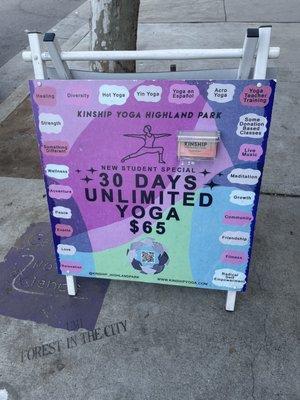 Healing
Diversity
Hot Yoga
Yin Yoga
Yoga en
Español
Acro
Yoga
Yoga
Teacher
Training
Strength
KINSHIP YOGA HIGHLAND PARK
Some
Donation
Based
Classes
Something
Different
KINSHIP
Live
Music
Wellness
NEW STUDENT SPECIAL
Meditation
Adventure
30 DAYS
UNLIMITED
YOGA
$65
Growth
Peace
Community
Love
Friendship
Relaxation
Fitness
Events
Radical
Self
Empowerment
@KINSHIP_HIGHLANDPARK
WWW.KINSHIPYOGA.COM
FOREST IN THE CITY